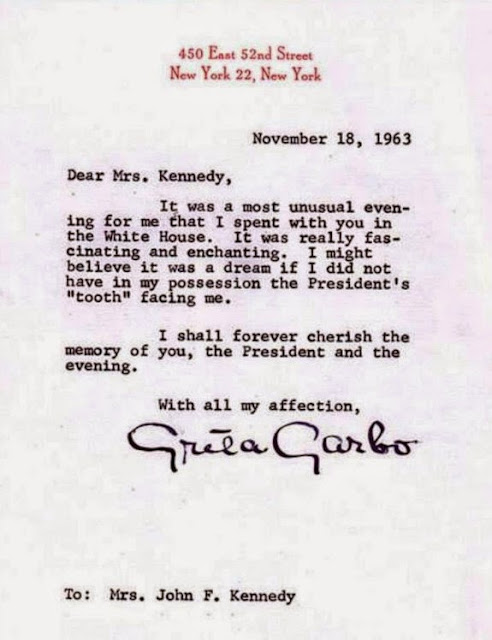 450 East 52nd Street
New York 22, New York
November 18, 1963
Dear Mrs. Kennedy,
It was a most unusual even-
ing for me that I spent with you in
the White House. It was really fas-
cinating and enchanting. I might
believe it was a dream if I did not
have in my possession the President's
"tooth" facing me.
I shall forever cherish the
memory of you, the President and the
evening.
With all my affection,
Greta Garbo
To: Mrs. John F. Kennedy